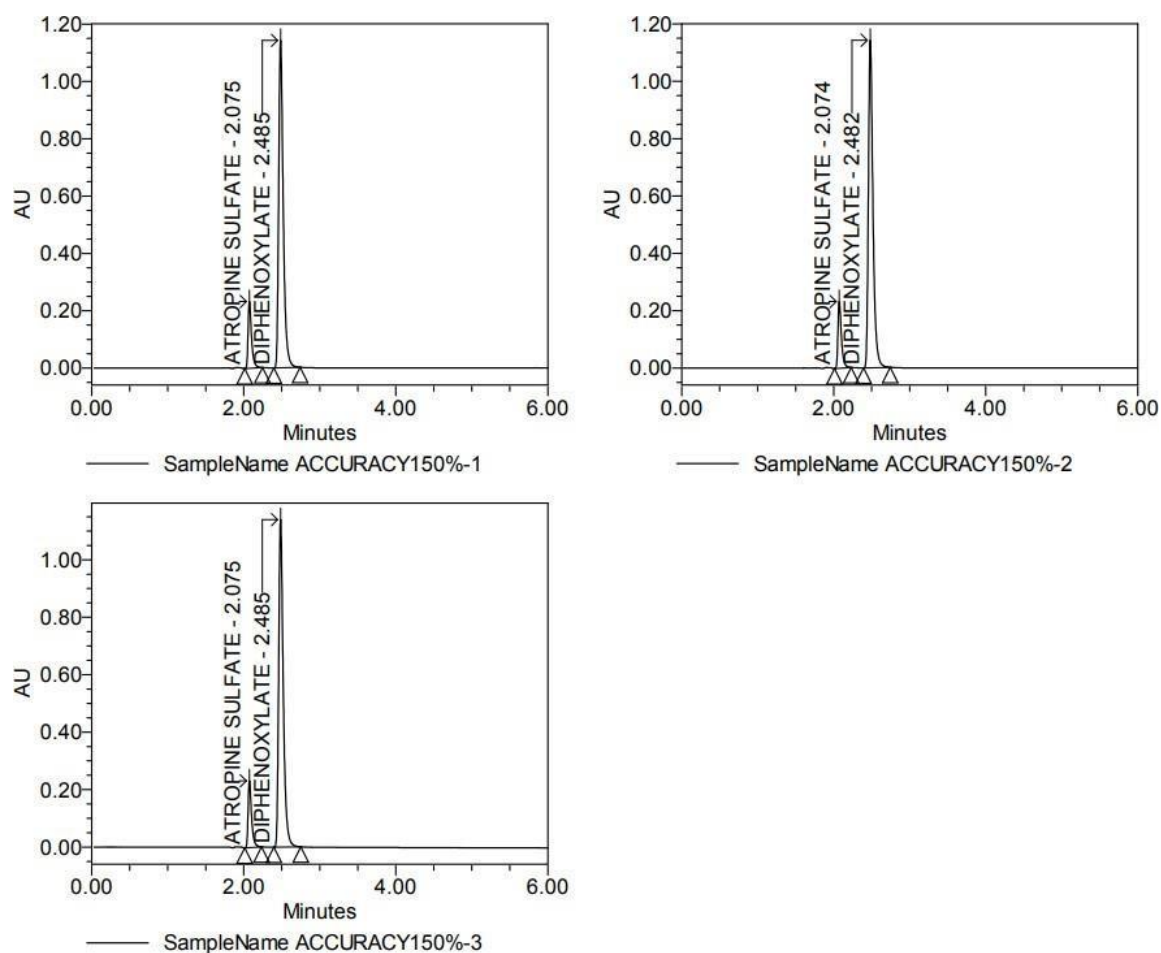 1.20
1.00
0.80
0.60
0.40
0.20
0.00
AU
ATROPINE SULFATE - 2.075
DIPHENOXYLATE - 2.485
0.00 2.00 4.00 6.00
Minutes
SampleName ACCURACY150%-1
1.20
1.00
0.80
0.60
0.40
0.20
0.00
AU
ATROPINE SULFATE - 2.074
DIPHENOXYLATE - 2.482
0.00 2.00 4.00 6.00
Minutes
SampleName ACCURACY150%-2
1.00
0.80
0.60
0.40
0.20
0.00
AU
ATROPINE SULFATE - 2.075
DIPHENOXYLATE - 2.485
0.00 2.00 4.00 6.00
Minutes
SampleName ACCURACY150%-3